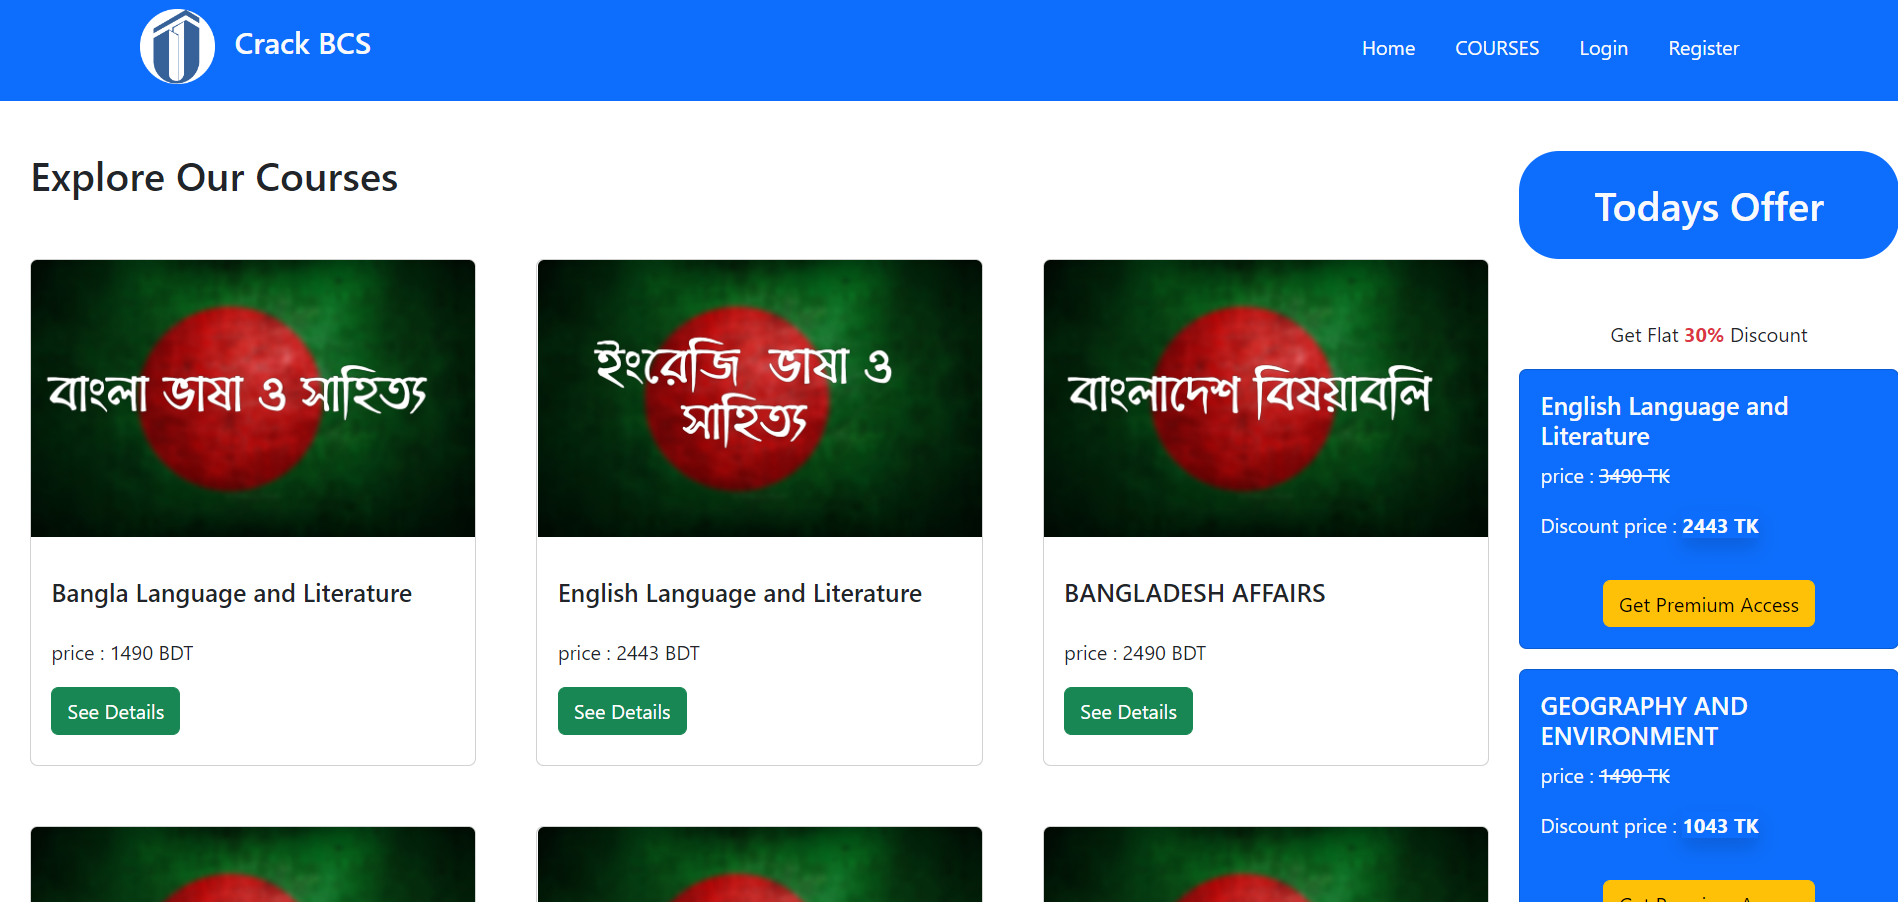 Crack BCS
Home
COURSES
Login
Register
Explore Our Courses
বাংলা ভাষা ও সাহিত্য
Bangla Language and Literature
price : 1490 BDT
See Details
ইংরেজি ভাষা ও
সাহিত্য
English Language and Literature
price : 2443 BDT
See Details
বাংলাদেশ বিষয়াবলি
BANGLADESH AFFAIRS
price : 2490 BDT
See Details
Todays Offer
Get Flat 30% Discount
English Language and
Literature
price : 3490 TK
Discount price : 2443 TK
Get Premium Access
GEOGRAPHY AND
ENVIRONMENT
price : 1490 TK
Discount price : 1043 TK